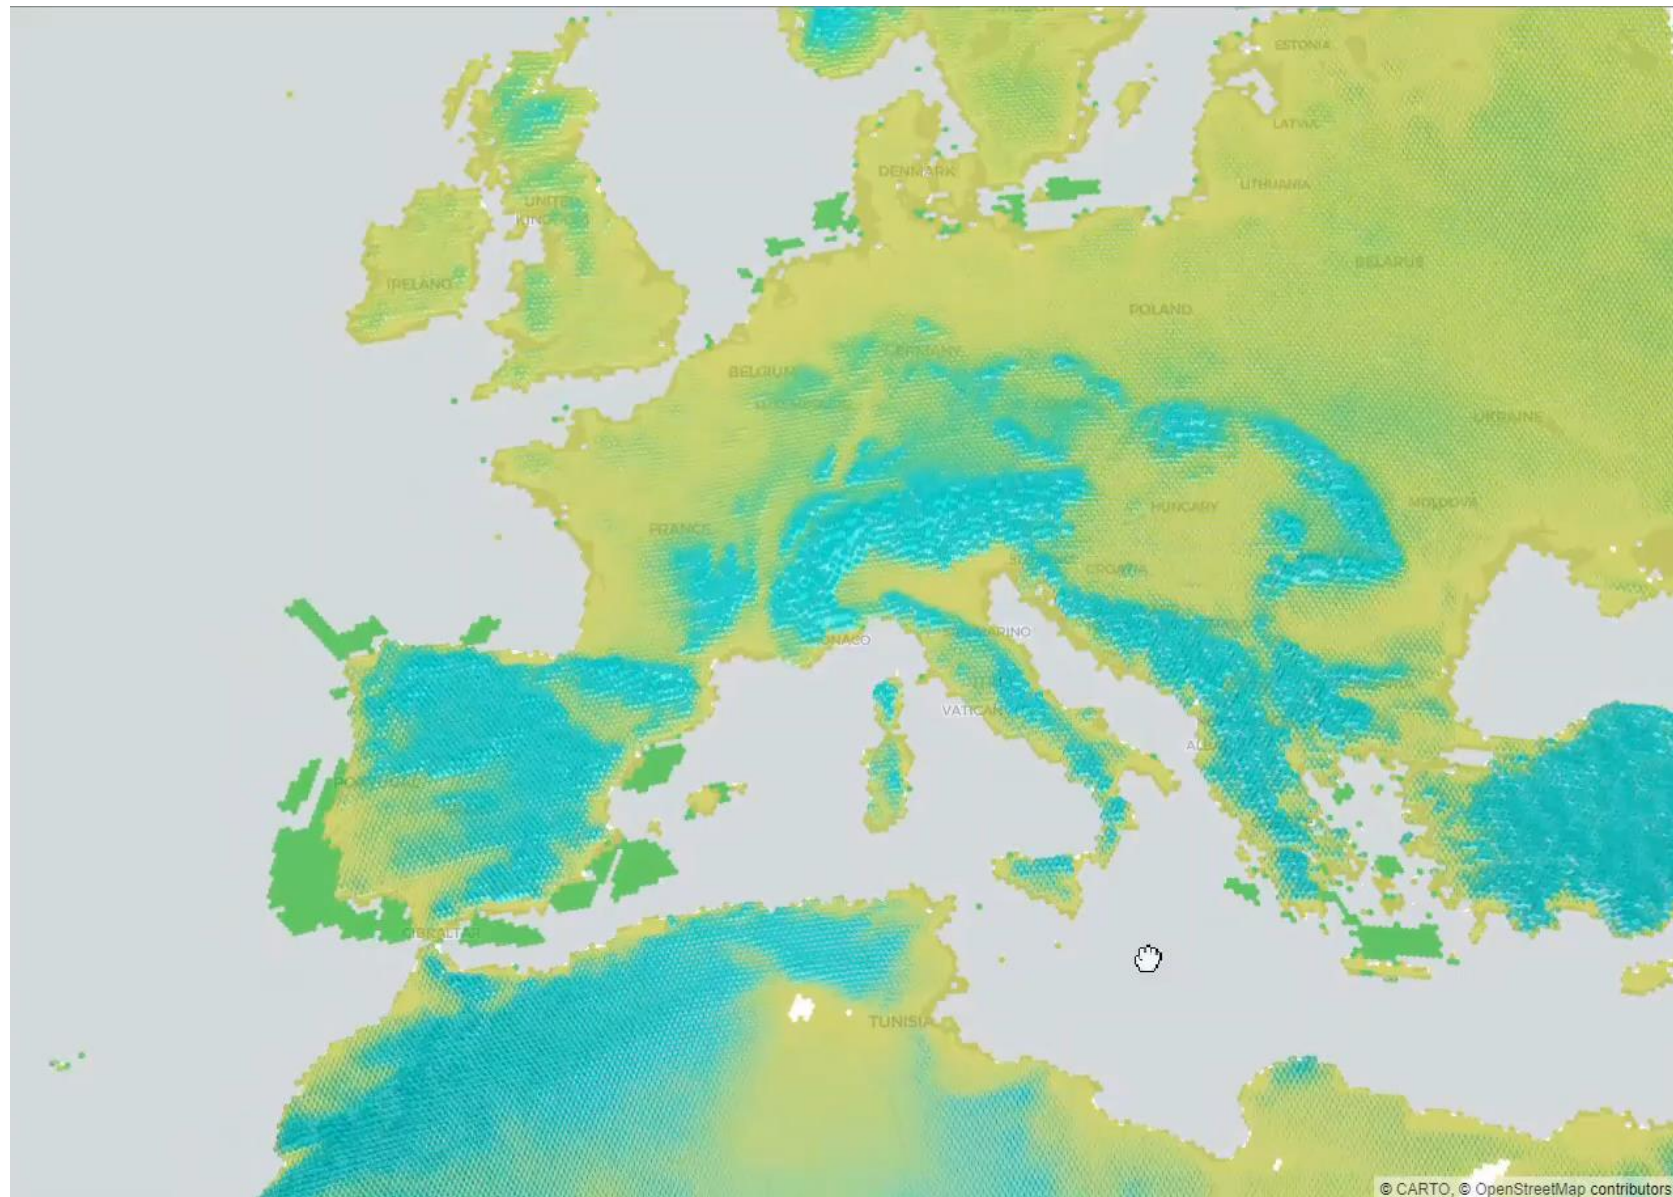 ESTONIA
LATVIA
DENMARK
LITHUANIA
UNITED
KINGDOM
BELARUS
IRELAND
POLAND
GERMANY
BELGIUM
UKRAINE
MOLDOVA
HUNGARY
FRANCE
CROATIA
MONACO
MARINO
VATICAN
GIBRALTAR
TUNISIA
© CARTO, © OpenStreetMap contributors